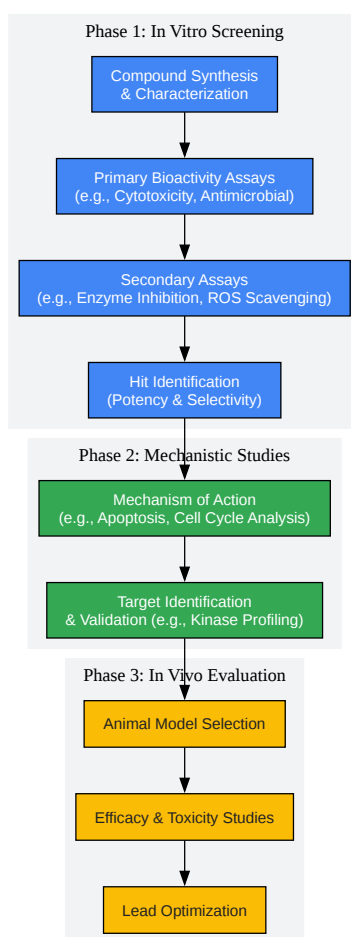 Phase 1: In Vitro Screening
Compound Synthesis
& Characterization
Primary Bioactivity Assays
(e.g., Cytotoxicity, Antimicrobial)
Secondary Assays
(e.g., Enzyme Inhibition, ROS Scavenging)
Hit Identification
(Potency & Selectivity)
Phase 2: Mechanistic Studies
Mechanism of Action
(e.g., Apoptosis, Cell Cycle Analysis)
Target Identification
& Validation (e.g., Kinase Profiling)
Phase 3: In Vivo Evaluation
Animal Model Selection
Efficacy & Toxicity Studies
Lead Optimization